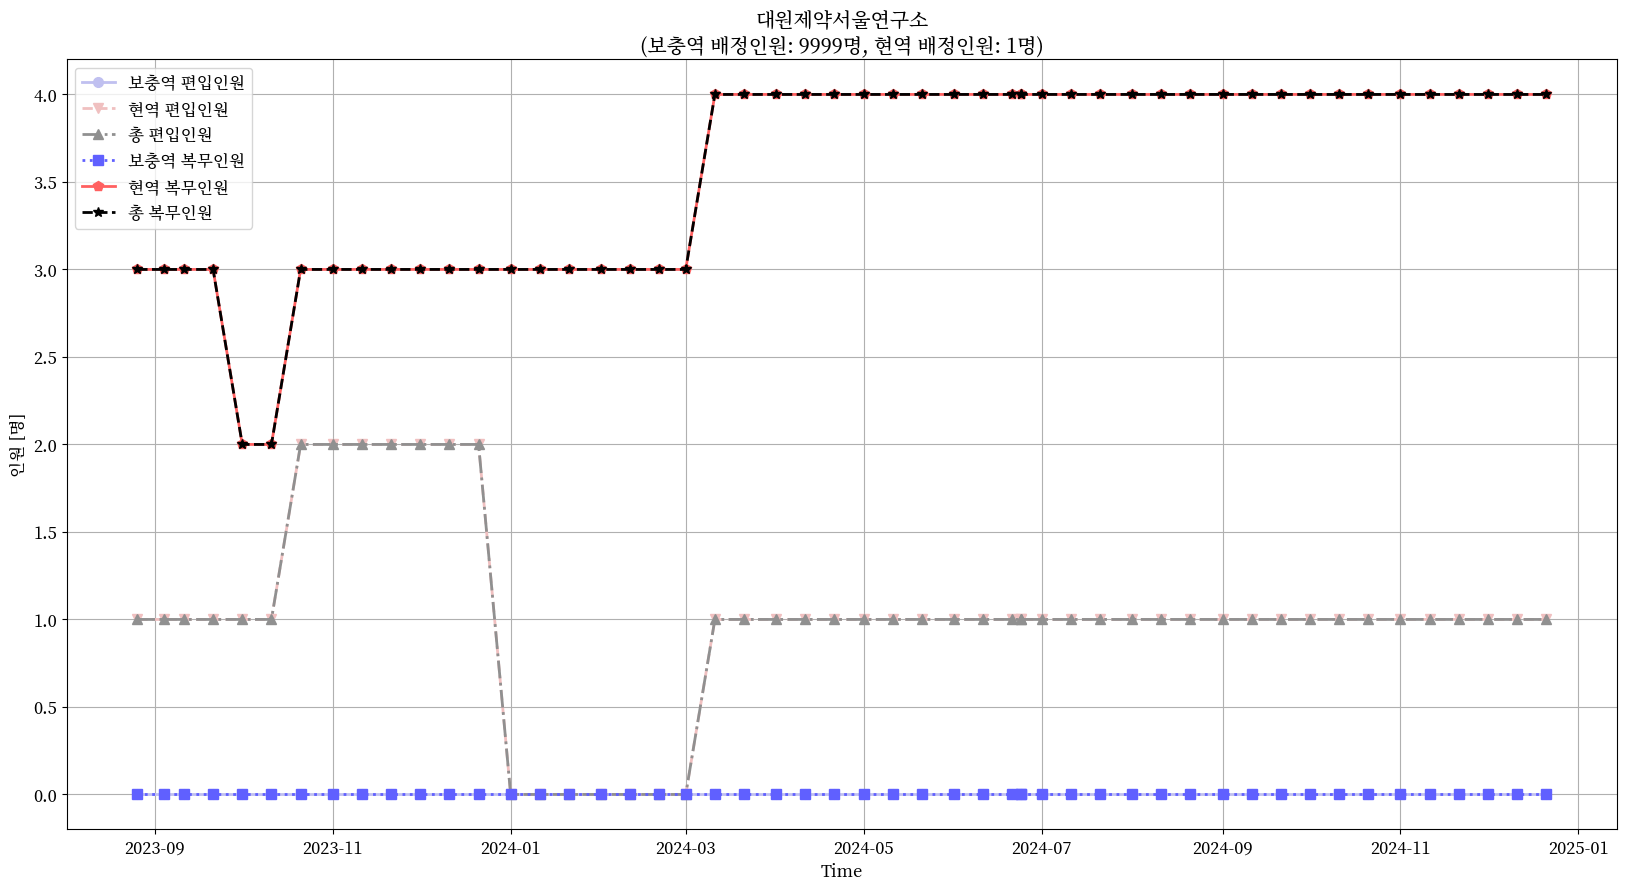 대원제약서울연구소
(보충역 배정인원: 9999명, 현역 배정인원: 1명)
보충역 편입인원
현역 편입인원
총 편입인원
보충역 복무인원
현역 복무인원
총 복무인원
4.0
3.5
3.0
2.5
2.0
1.5
1.0
0.5
0.0
인원 [명]
2023-09 2023-11 2024-01 2024-03 2024-05 2024-07 2024-09 2024-11 2025-01
Time